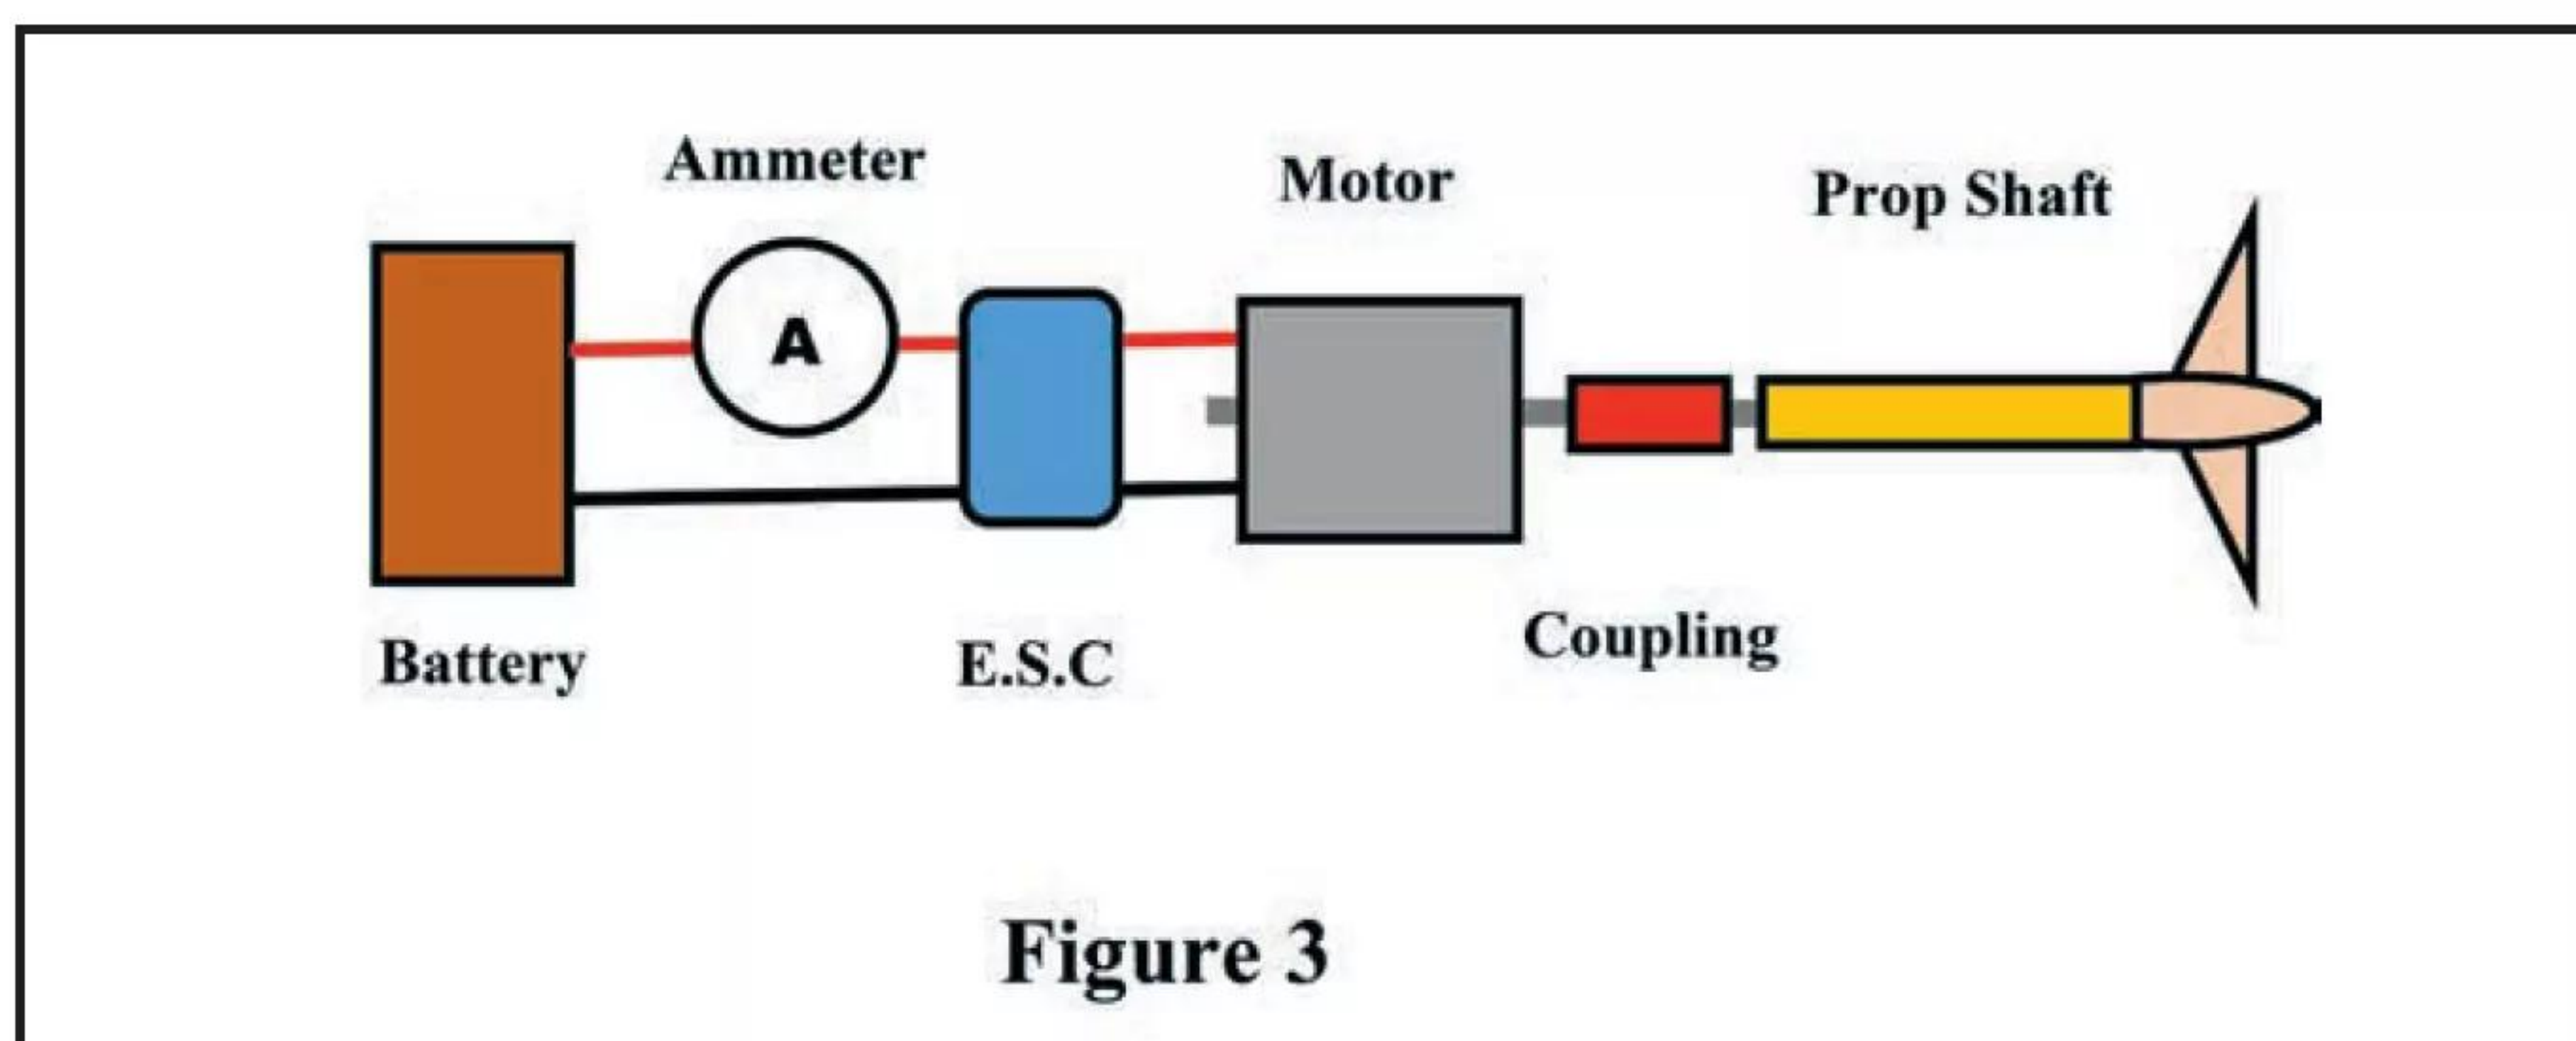 Ammeter
Motor
Prop Shaft
A
Battery
E.S.C
Coupling
Figure 3